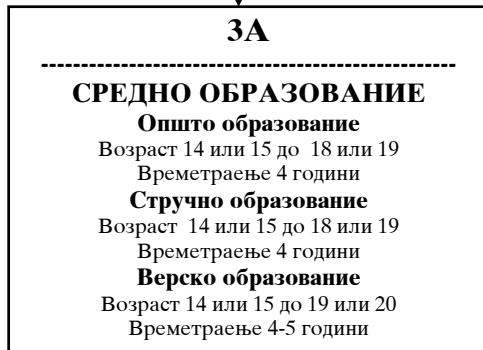 3А
----------------------------------------------------
СРЕДНО ОБРАЗОВАНИЕ
Општо образование
Возраст 14 или 15 до 18 или 19
Времетраење 4 години
Стручно образование
Возраст 14 или 15 до 18 или 19
Времетраење 4 години
Верско образование
Возраст 14 или 15 до 19 или 20
Времетраење 4-5 години